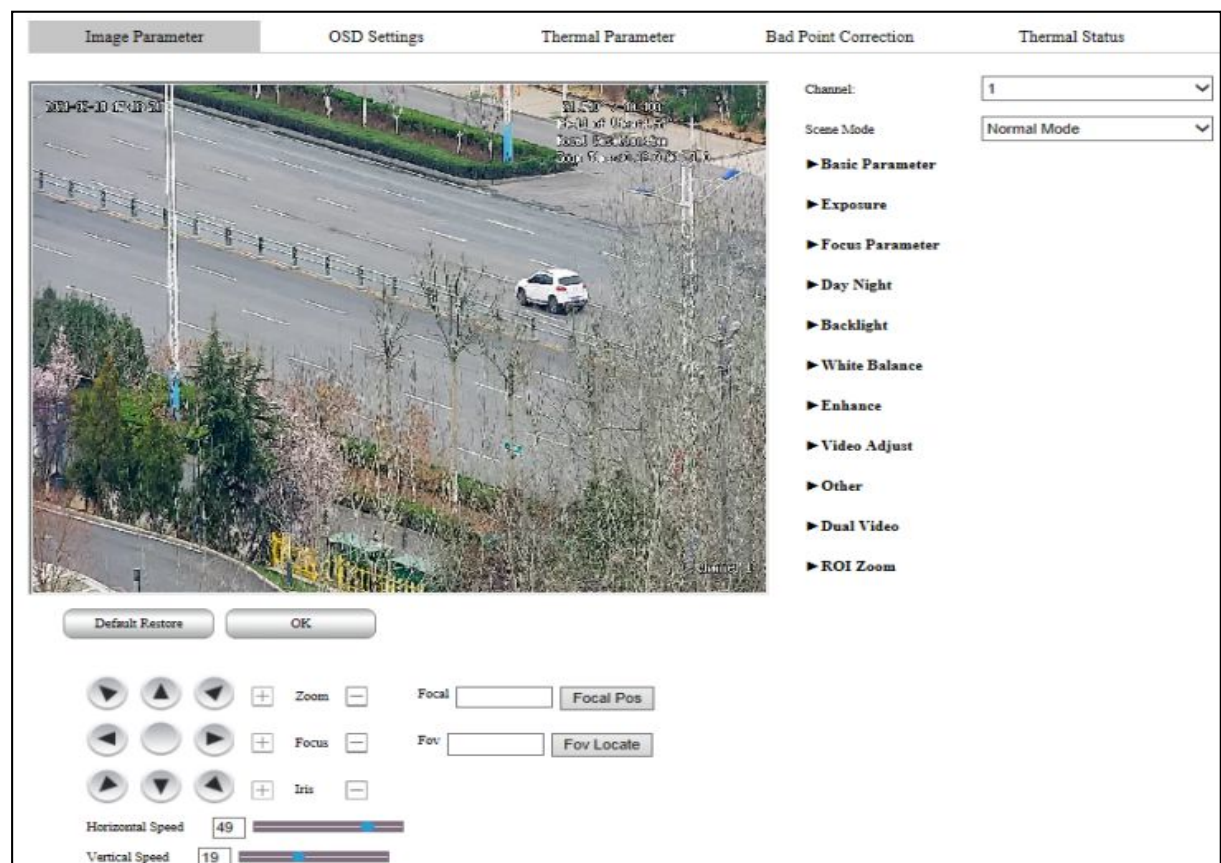 Image Parameter
OSD Settings
Thermal Parameter
Bad Point Correction
Thermal Status
Channel:
1
Scene Mode
Normal Mode
►Basic Parameter
►Exposure
►Focus Parameter
►Day Night
►Backlight
►White Balance
►Enhance
►Video Adjust
►Other
►Dual Video
►ROI Zoom
Default Restore
OK
+ Zoom —
Focal
Focal Pos
+ Focus —
Fov
Fov Locate
+ Iris —
Horizontal Speed 49
Vertical Speed 19